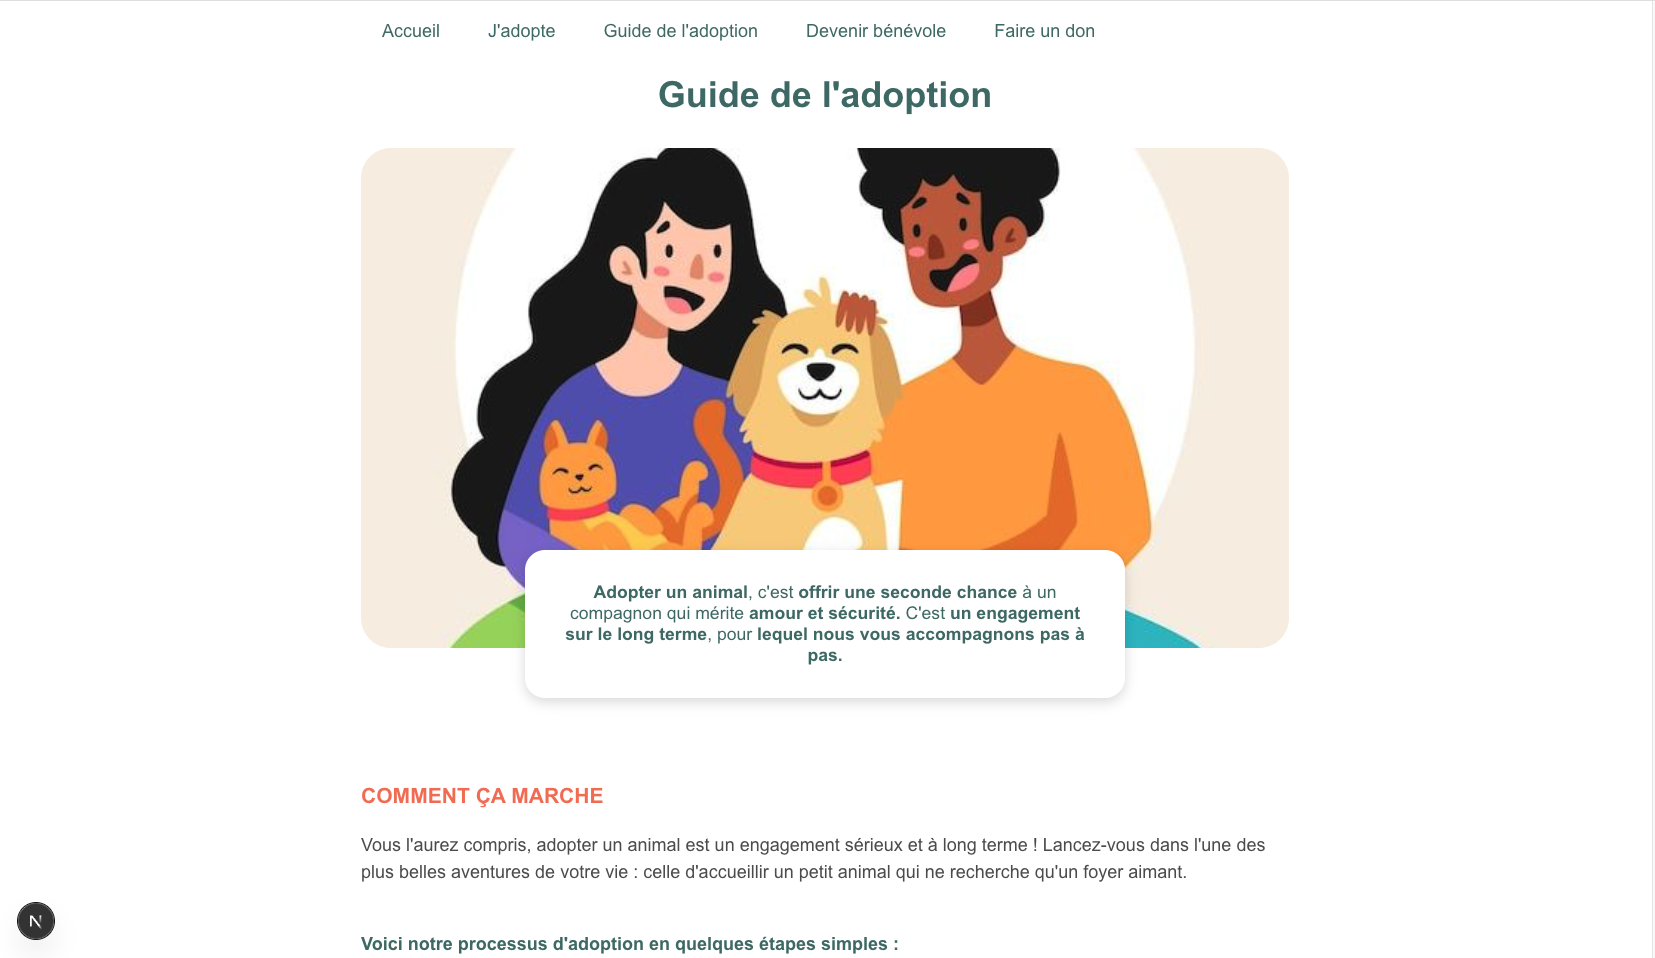 Accueil J'adopte Guide de l'adoption Devenir bénévole Faire un don
Guide de l'adoption
Adopter un animal, c'est offrir une seconde chance à un
compagnon qui mérite amour et sécurité. C'est un engagement
sur le long terme, pour lequel nous vous accompagnons pas à
pas.
COMMENT ÇA MARCHE
Vous l'aurez compris, adopter un animal est un engagement sérieux et à long terme ! Lancez-vous dans l'une des
plus belles aventures de votre vie : celle d'accueillir un petit animal qui ne recherche qu'un foyer aimant.
N
Voici notre processus d'adoption en quelques étapes simples :